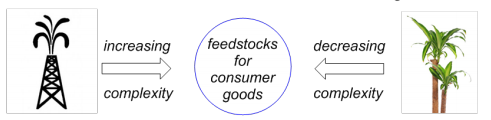 increasing
complexity
feedstocks
for
consumer
goods
decreasing
complexity